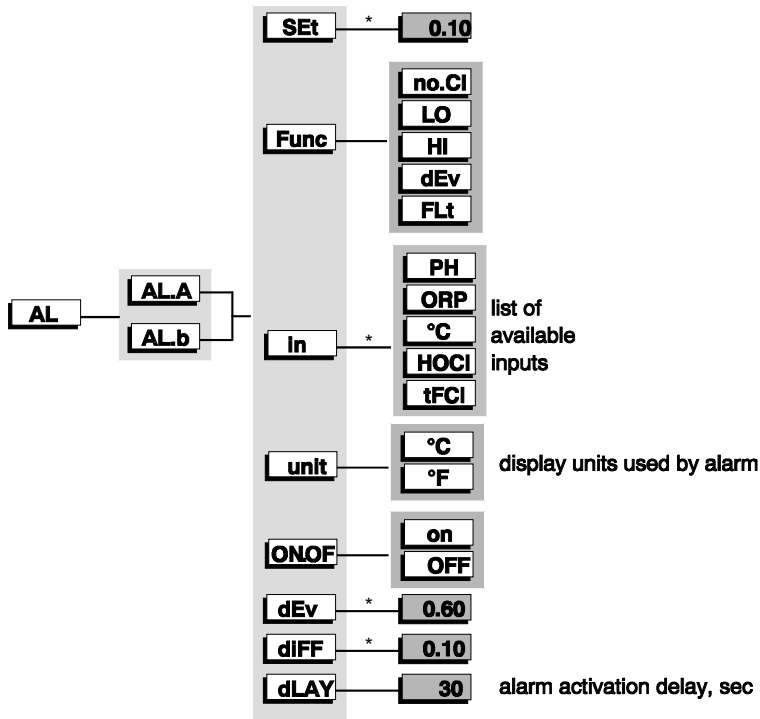 SEt * 0.10
Func
no.Cl
LO
HI
dEv
FLt
AL
AL.A
AL.b
in *
PH
ORP
°C
HOCl
tFCl
list of
available
inputs
unit
°C
°F
display units used by alarm
ON.OF
on
OFF
dEv * 0.60
diFF * 0.10
dLAY 30 alarm activation delay, sec